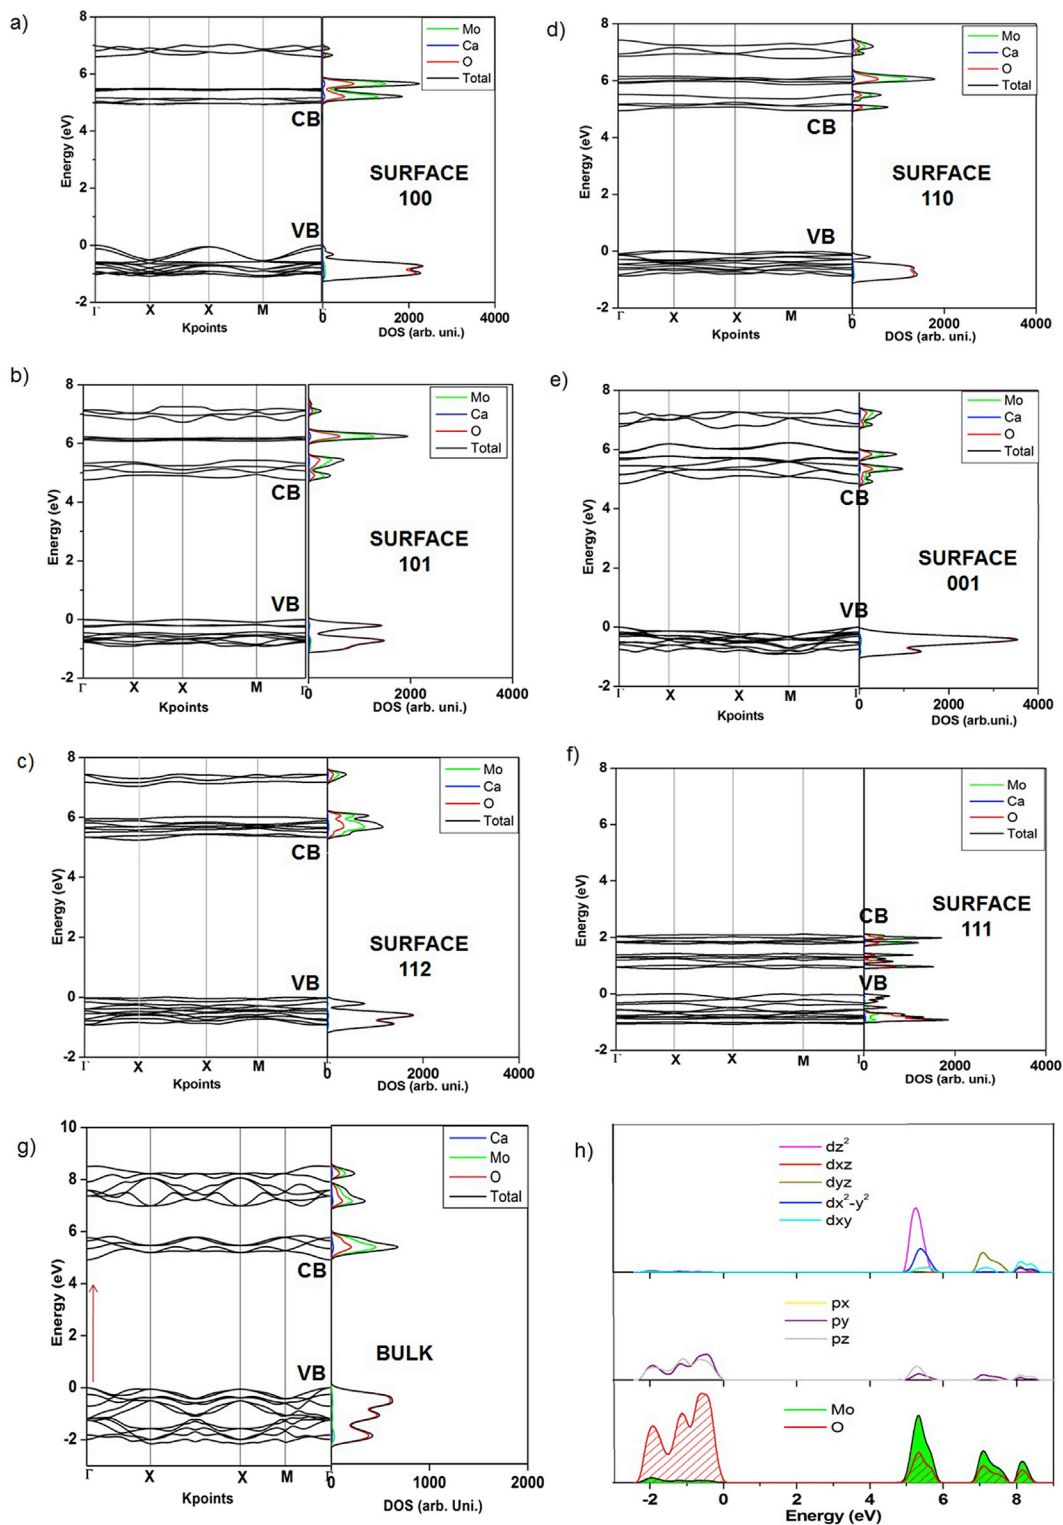 a)
8
6
4
2
0
-2
Energy (eV)
Mo
Ca
O
Total
CB
SURFACE
100
VB
Γ X X M Γ
0 2000 4000
Kpoints
DOS (arb. uni.)
d)
8
6
4
2
0
-2
Energy (eV)
Mo
Ca
O
Total
CB
SURFACE
110
VB
Γ X X M Γ
0 2000 4000
Kpoints
DOS (arb. uni.)
b)
8
6
4
2
0
-2
Energy (eV)
Mo
Ca
O
Total
CB
SURFACE
101
VB
Γ X X M Γ
0 1000 2000 3000 4000
Kpoints
DOS (arb. uni.)
e)
8
6
4
2
0
-2
Energy (eV)
Mo
Ca
O
Total
CB
SURFACE
001
VB
Γ X X M Γ
0 1000 2000 3000 4000
Kpoints
DOS (arb.uni.)
c)
8
6
4
2
0
-2
Energy (eV)
Mo
Ca
O
Total
CB
SURFACE
112
VB
Γ X X M Γ
0 1000 2000 3000 4000
Kpoints
DOS (arb. uni.)
f)
8
6
4
2
0
-2
Energy (eV)
Mo
Ca
O
Total
CB
SURFACE
111
VB
Γ X X M Γ
0 1000 2000 3000 4000
Kpoints
DOS (arb. uni.)
g)
10
8
6
4
2
0
-2
Energy (eV)
Ca
Mo
O
Total
CB
BULK
VB
Γ X X M Γ
0 1000 2000
Kpoints
DOS (arb. Uni.)
h)
dz²
dxz
dyz
dx²-y²
dxy
px
py
pz
Mo
O
-2 0 2 4 6 8
Energy (eV)